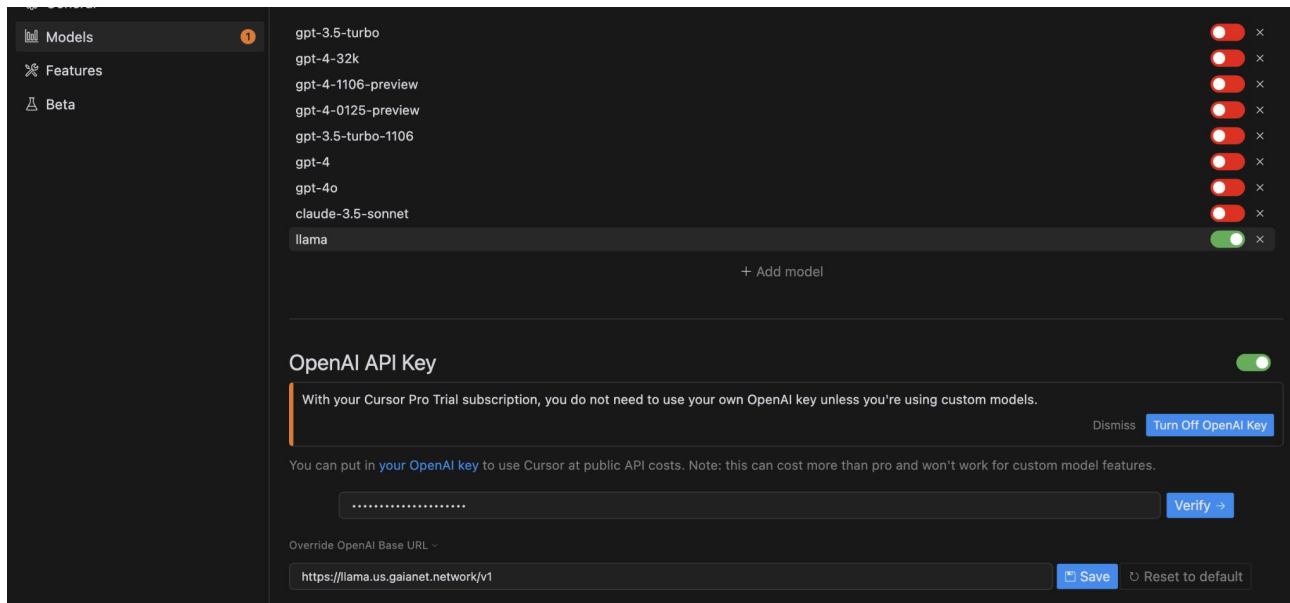 General
Models 1
Features
Beta
gpt-3.5-turbo
gpt-4-32k
gpt-4-1106-preview
gpt-4-0125-preview
gpt-3.5-turbo-1106
gpt-4
gpt-4o
claude-3.5-sonnet
llama
+ Add model
OpenAI API Key
With your Cursor Pro Trial subscription, you do not need to use your own OpenAI key unless you're using custom models.
Dismiss Turn Off OpenAI Key
You can put in your OpenAI key to use Cursor at public API costs. Note: this can cost more than pro and won't work for custom model features.
••••••••••••••••••••• Verify →
Override OpenAI Base URL
https://llama.us.gaianet.network/v1 Save Reset to default